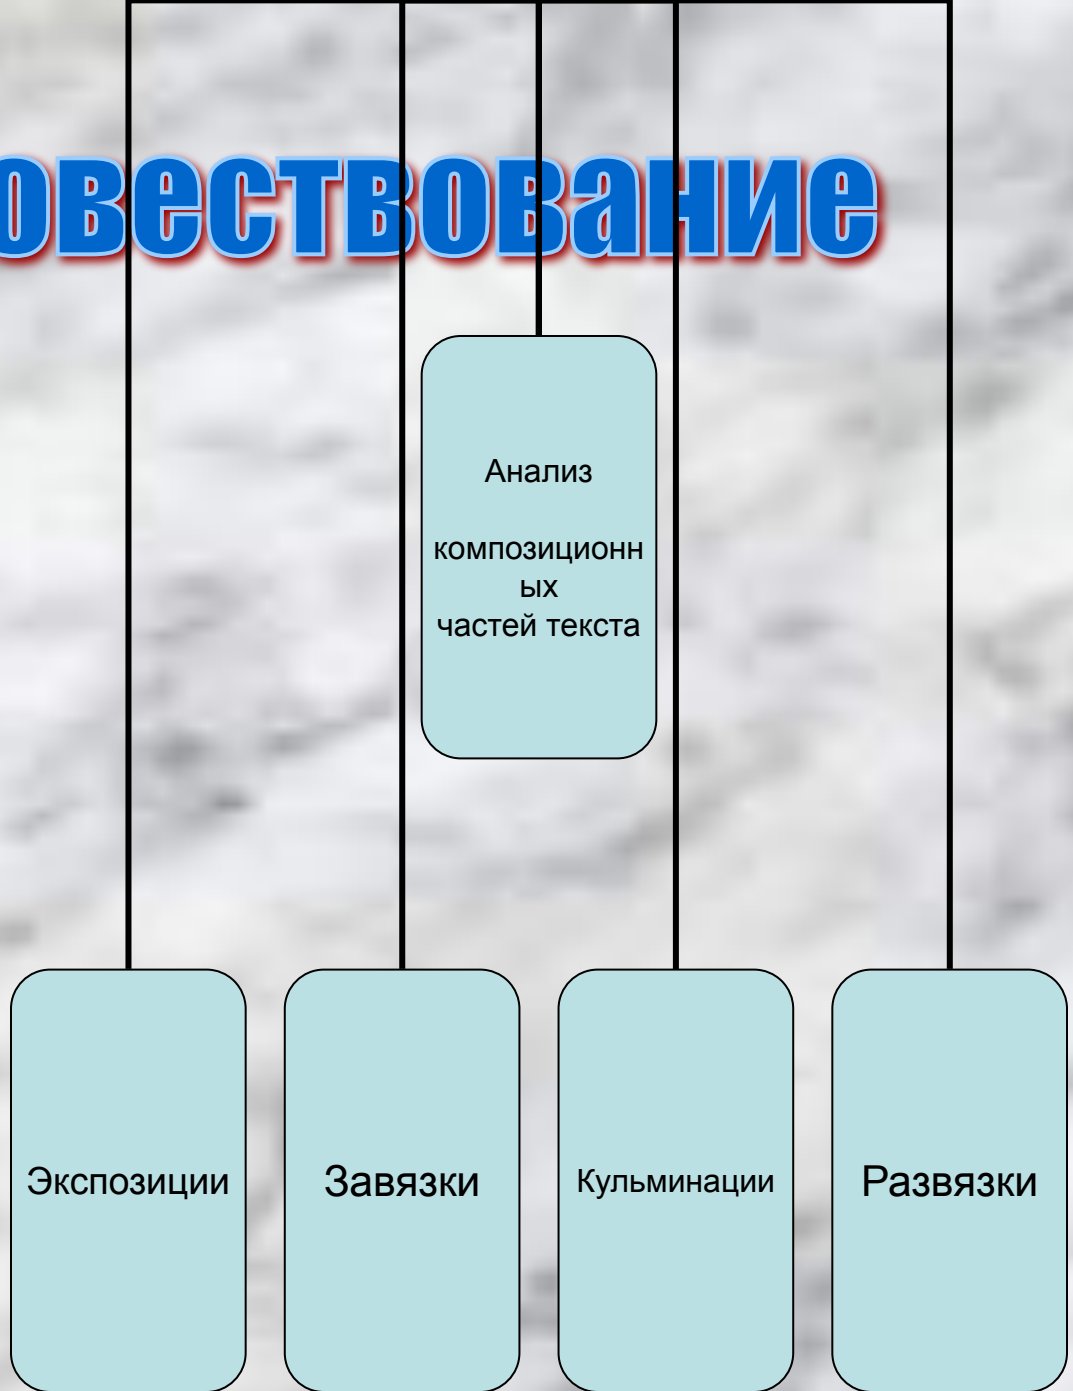 овествование
Анализ
композиционн
ых
частей текста
Экспозиции
Завязки
Кульминации
Развязки